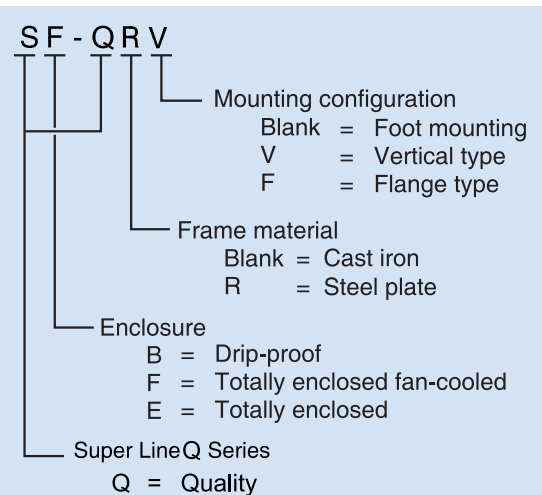 SF-QRV
Mounting configuration
Blank = Foot mounting
V = Vertical type
F = Flange type
Frame material
Blank = Cast iron
R = Steel plate
Enclosure
B = Drip-proof
F = Totally enclosed fan-cooled
E = Totally enclosed
Super Line Q Series
Q = Quality